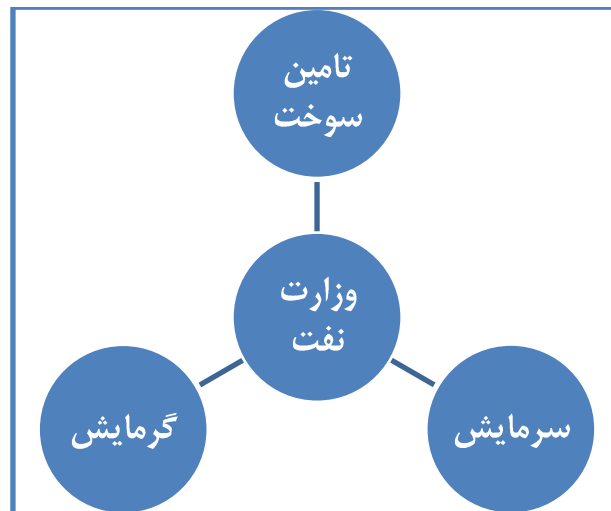 تامین
سوخت
وزارت
نفت
سرمایش
گرمایش